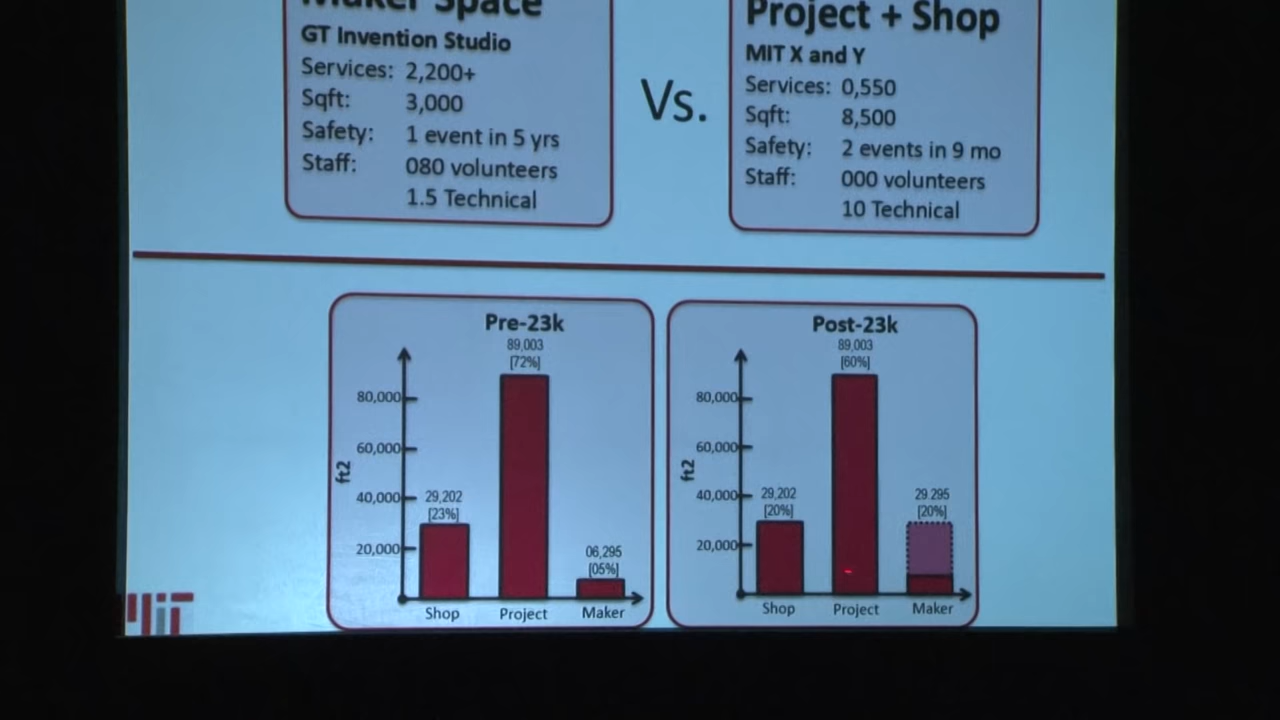 Maker Space
GT Invention Studio
Services: 2,200+
Sqft: 3,000
Safety: 1 event in 5 yrs
Staff: 080 volunteers
1.5 Technical
Vs.
Project + Shop
MIT X and Y
Services: 0,550
Sqft: 8,500
Safety: 2 events in 9 mo
Staff: 000 volunteers
10 Technical
Pre-23k
89,003
[72%]
80,000
60,000
ft2
40,000
29,202
[23%]
20,000
06,295
[05%]
Shop Project Maker
Post-23k
89,003
[60%]
80,000
60,000
ft2
40,000
29,202
[20%]
29.295
[20%]
20,000
Shop Project Maker
MIT